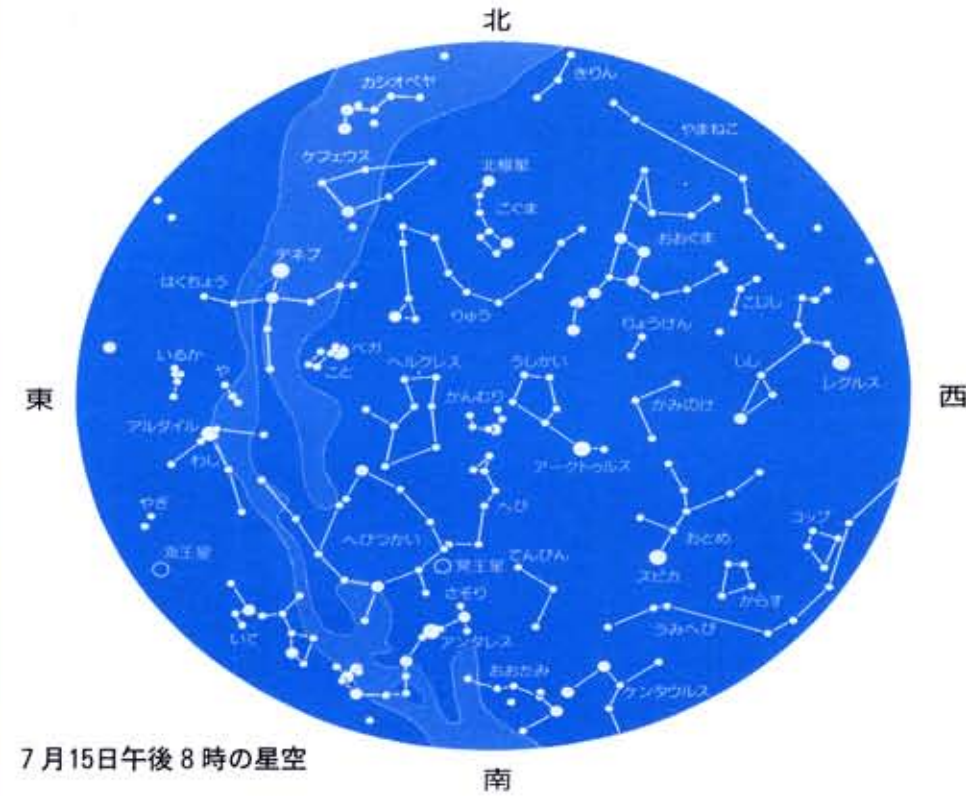 北
きりん
カシオペヤ
やまねこ
ケフェウス
北極星
こぐま
おおぐま
デネブ
はくちょう
りゅう
こじし
りょうけん
ベガ
こと
いるか
や
ヘルクレス
うしかい
しし
レグルス
東
西
かんむり
かみのけ
アルタイル
わし
アークトゥルス
へび
やぎ
コップ
おとめ
へびつかい
海王星
冥王星
てんびん
スピカ
からす
さそり
いて
アンタレス
うみへび
おおかみ
ケンタウルス
7月15日午後8時の星空
南